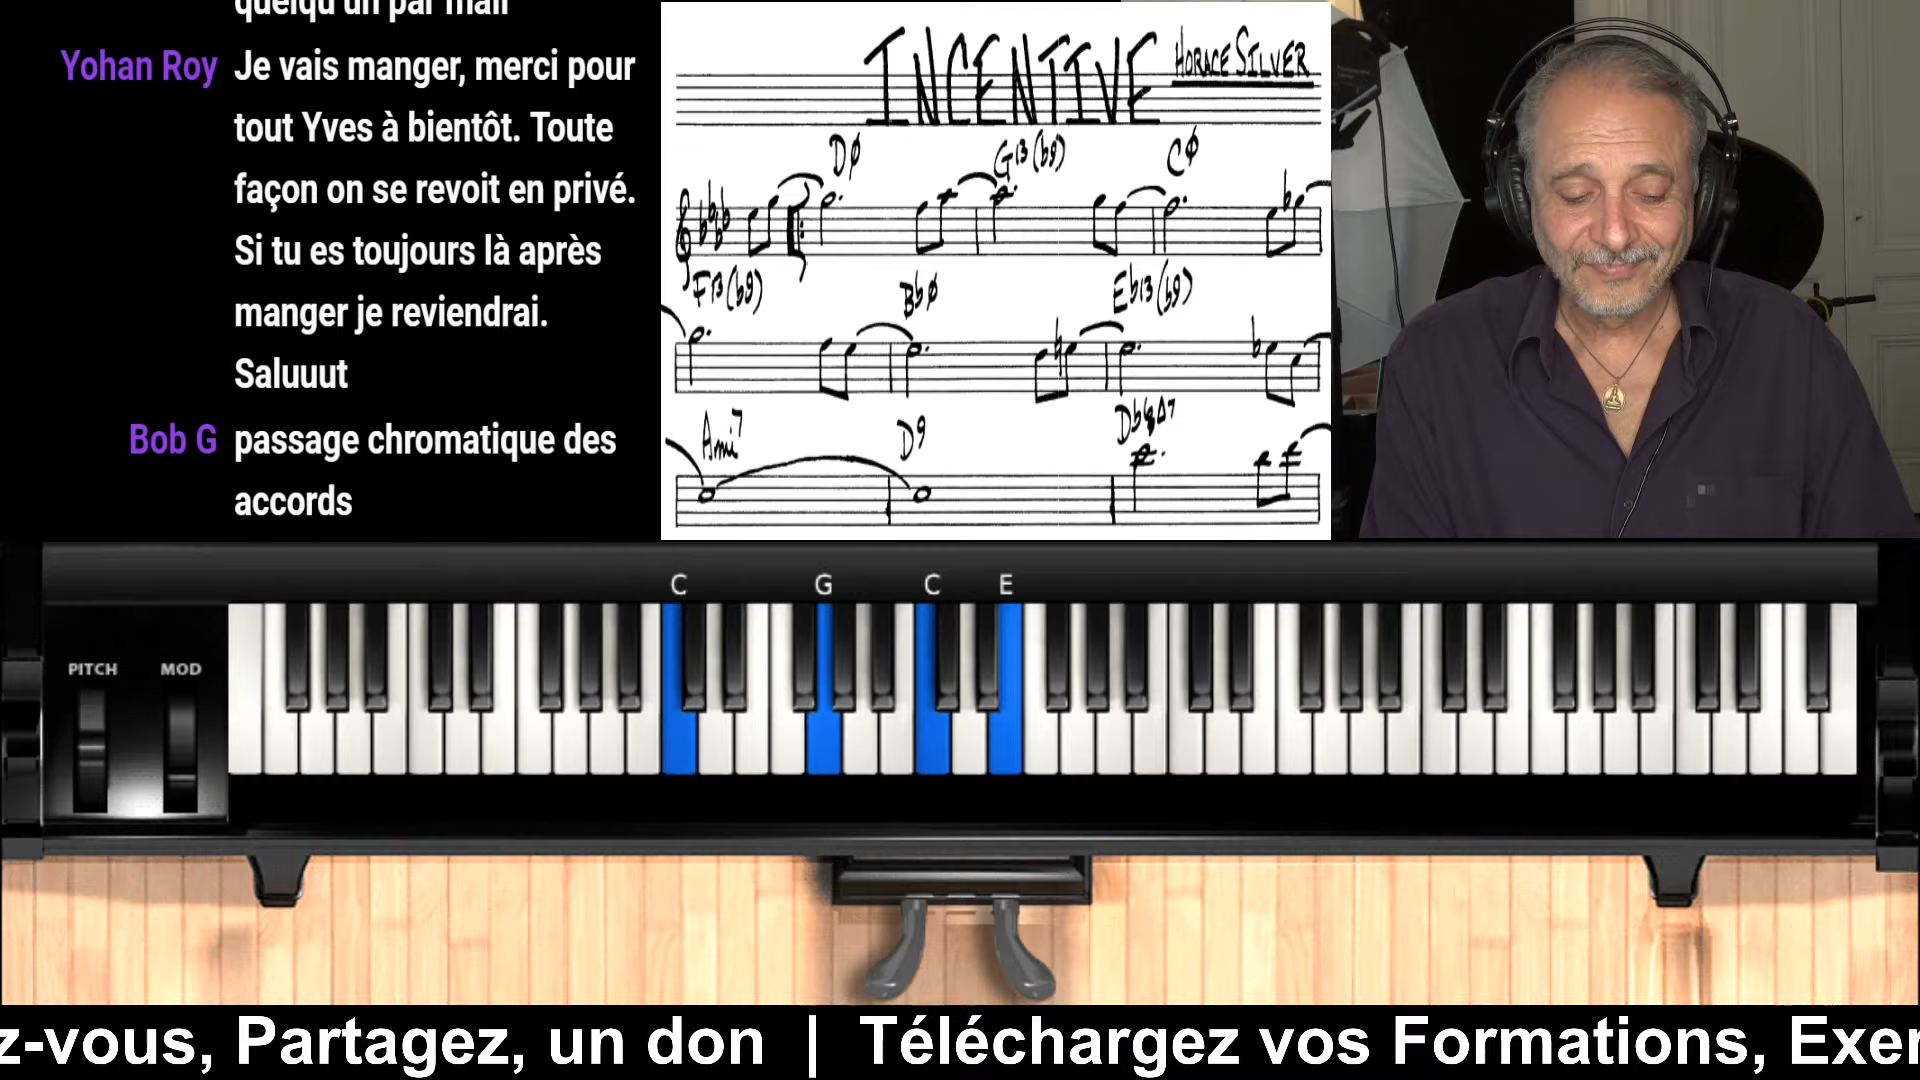 quelqu'un par mail
Yohan Roy Je vais manger, merci pour
tout Yves à bientôt. Toute
façon on se revoit en privé.
Si tu es toujours là après
manger je reviendrai.
Saluuut
Bob G passage chromatique des
accords
INCENTIVE HORACE SILVER
DØ G13(b9) CØ
F13(b9) BbØ Eb13(b9)
Ami7 D9
C G C E
PITCH MOD
z-vous, Partagez, un don | Téléchargez vos Formations, Exer